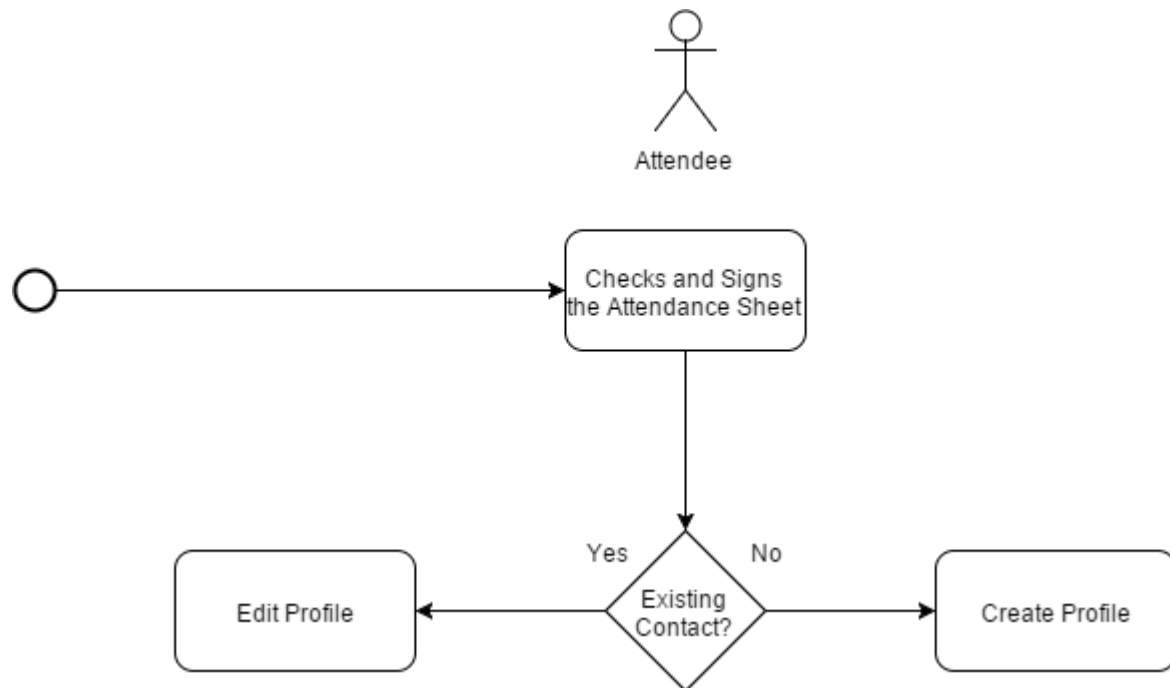 Attendee
Checks and Signs
the Attendance Sheet
Yes
No
Edit Profile
Existing
Contact?
Create Profile